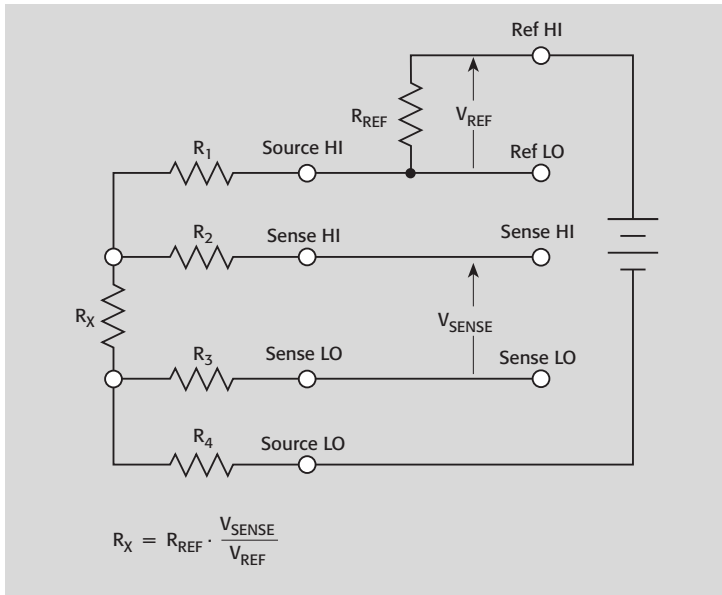 Ref HI
R_REF
V_REF
R_1
Source HI
Ref LO
R_2
Sense HI
Sense HI
R_X
V_SENSE
R_3
Sense LO
Sense LO
R_4
Source LO
R_X = R_REF · V_SENSE / V_REF